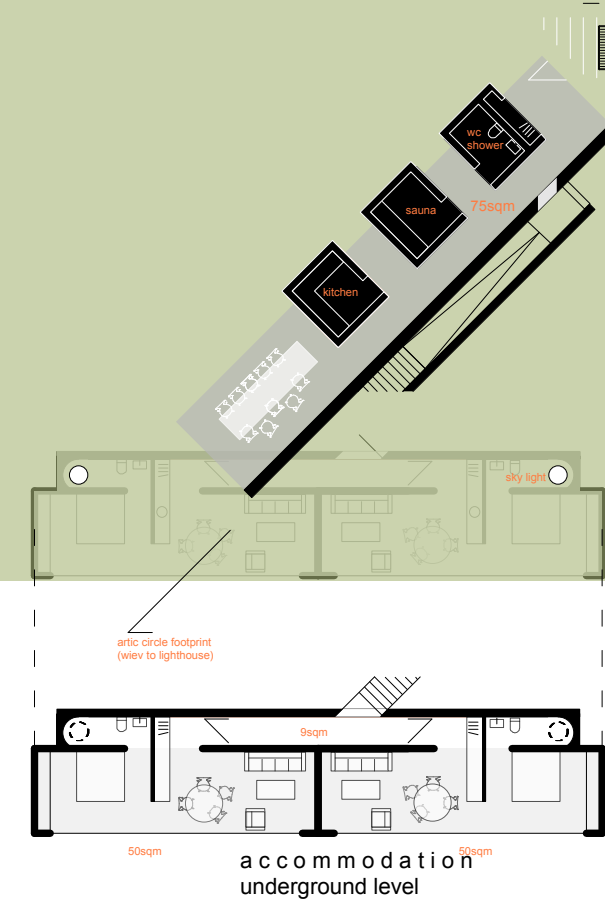 wc
shower
75sqm
sauna
kitchen
sky light
artic circle footprint
(wiev to lighthouse)
9sqm
50sqm
50sqm
accommodation
underground level